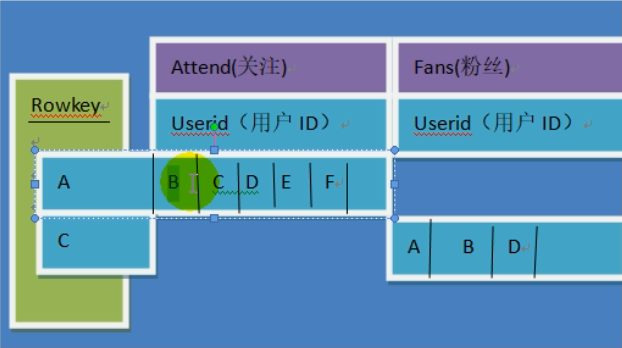 Attend(关注)
Fans(粉丝)
Rowkey
Userid（用户 ID）
Userid（用户 ID）
A B C D E F
C
A B D